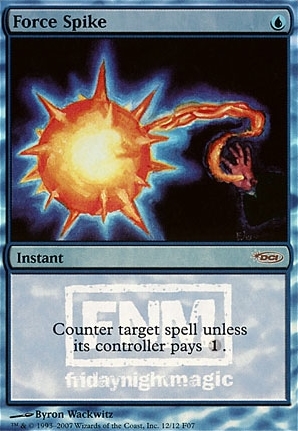 Force Spike
Instant
DCI
FNM
Counter target spell unless
its controller pays 1.
fridaynightmagic
Byron Wackwitz
™ & © 1993–2007 Wizards of the Coast, Inc. 12/12 F07